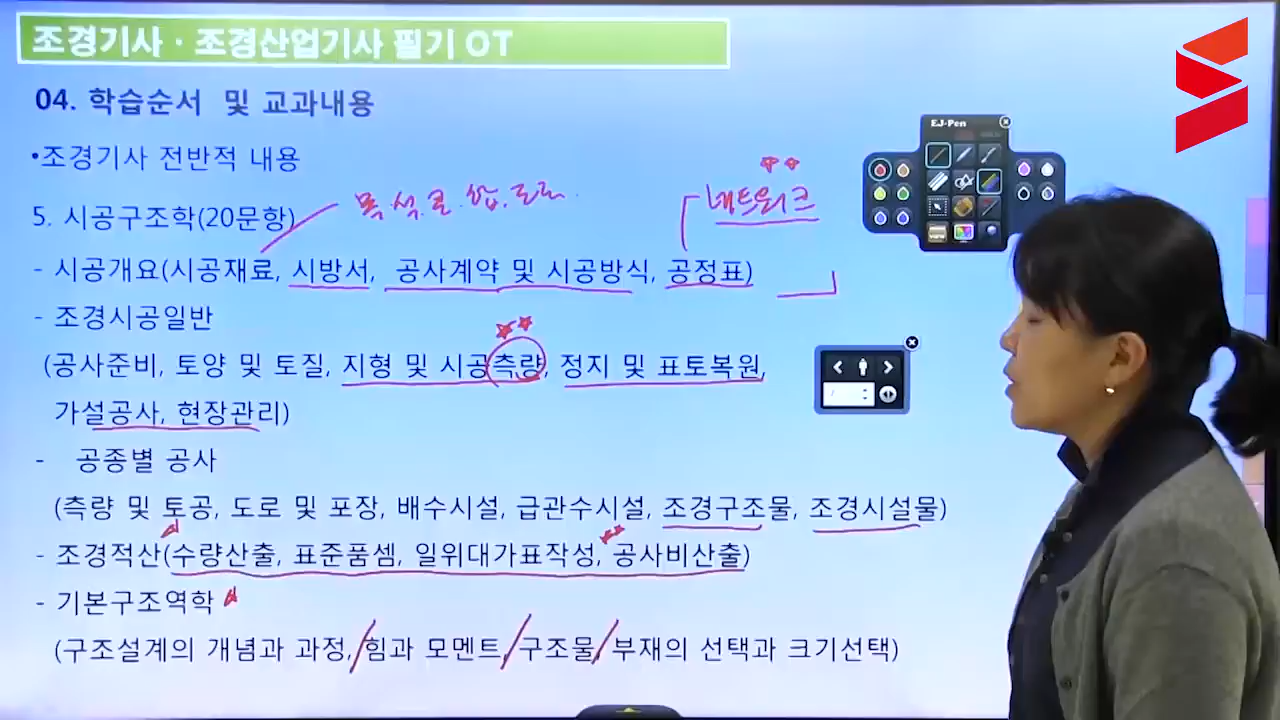 조경기사 · 조경산업기사 필기 OT
04. 학습순서 및 교과내용
•조경기사 전반적 내용
EJ-Pen
목.석.콘.합.도로
네트워크
5. 시공구조학(20문항)
- 시공개요(시공재료, 시방서, 공사계약 및 시공방식, 공정표)
- 조경시공일반
(공사준비, 토양 및 토질, 지형 및 시공측량, 정지 및 표토복원,
가설공사, 현장관리)
- 공종별 공사
(측량 및 토공, 도로 및 포장, 배수시설, 급관수시설, 조경구조물, 조경시설물)
- 조경적산(수량산출, 표준품셈, 일위대가표작성, 공사비산출)
- 기본구조역학
(구조설계의 개념과 과정, 힘과 모멘트, 구조물, 부재의 선택과 크기선택)